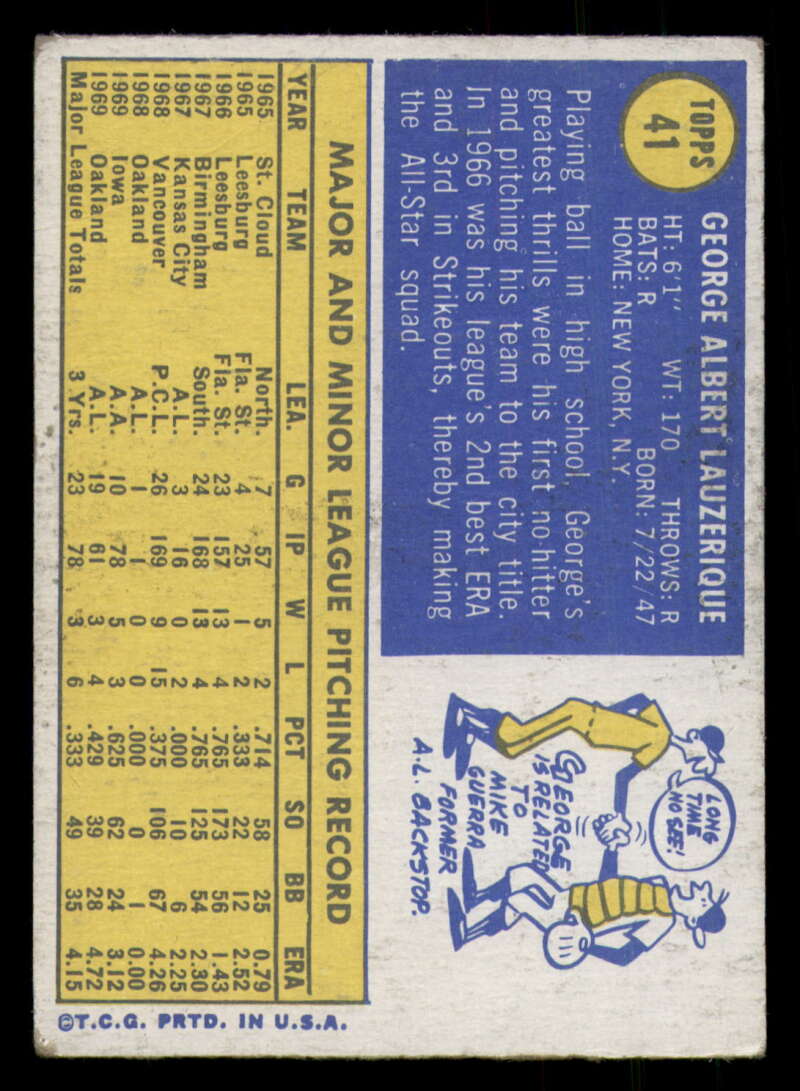 TOPPS
41
GEORGE ALBERT LAUZERIQUE
HT: 6'1" WT: 170 THROWS: R
BATS: R BORN: 7/22/47
HOME: NEW YORK, N.Y.
Playing ball in high school, George's
greatest thrills were his first no-hitter
and pitching his team to the city title.
In 1966 was his league's 2nd best ERA
and 3rd in Strikeouts, thereby making
the All-Star squad.
LONG
TIME
NO SEE!
GEORGE
IS RELATED
TO
MIKE
GUERRA
FORMER
A.L. BACKSTOP.
MAJOR AND MINOR LEAGUE PITCHING RECORD
YEAR TEAM LEA. G IP W L PCT SO BB ERA
1965 St. Cloud North. 7 57 5 2 .714 58 25 0.79
1965 Leesburg Fla. St. 4 25 1 2 .333 22 12 2.52
1966 Leesburg Fla. St. 23 157 13 4 .765 173 56 1.43
1967 Birmingham South. 24 168 13 4 .765 125 54 2.30
1967 Kansas City A.L. 3 16 0 2 .000 10 6 2.25
1968 Vancouver P.C.L. 26 169 9 15 .375 106 67 4.26
1968 Oakland A.L. 1 1 0 0 .000 0 1 0.00
1969 Iowa A.A. 10 78 5 3 .625 62 24 3.12
1969 Oakland A.L. 19 61 3 4 .429 39 28 4.72
Major League Totals 3 Yrs. 23 78 3 6 .333 49 35 4.15
©T.C.G. PRTD. IN U.S.A.